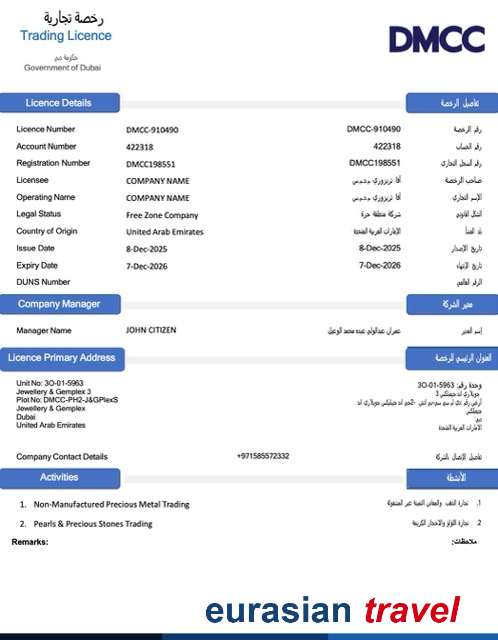 رخصة تجارية
Trading Licence
DMCC
حكومة دبي
Government of Dubai
Licence Details تفاصيل الرخصة
Licence Number DMCC-910490 DMCC-910490 رقم الرخصة
Account Number 422318 422318 رقم الحساب
Registration Number DMCC198551 DMCC198551 رقم السجل التجاري
Licensee COMPANY NAME صاحب الرخصة
Operating Name COMPANY NAME الإسم التجاري
Legal Status Free Zone Company شركة منطقة حرة الشكل القانوني
Country of Origin United Arab Emirates الإمارات العربية المتحدة بلد المنشأ
Issue Date 8-Dec-2025 8-Dec-2025 تاريخ الإصدار
Expiry Date 7-Dec-2026 7-Dec-2026 تاريخ الإنتهاء
DUNS Number الرقم العالمي
Company Manager مدير الشركة
Manager Name JOHN CITIZEN عمران عبدالولي عبده محمد إسم المدير
Licence Primary Address العنوان الرئيسي للرخصة
Unit No: 3O-01-5963 وحدة رقم: 3O-01-5963
Jewellery & Gemplex 3
Plot No: DMCC-PH2-J&GPlexS
Jewellery & Gemplex
Dubai دبي
United Arab Emirates الإمارات العربية المتحدة
Company Contact Details +971585572332 تفاصيل الإتصال بالشركة
Activities الأنشطة
1. Non-Manufactured Precious Metal Trading 1. تجارة الذهب والمعادن الثمينة غير المشغولة
2. Pearls & Precious Stones Trading 2. تجارة اللؤلؤ والأحجار الكريمة
Remarks: ملاحظات:
eurasian travel